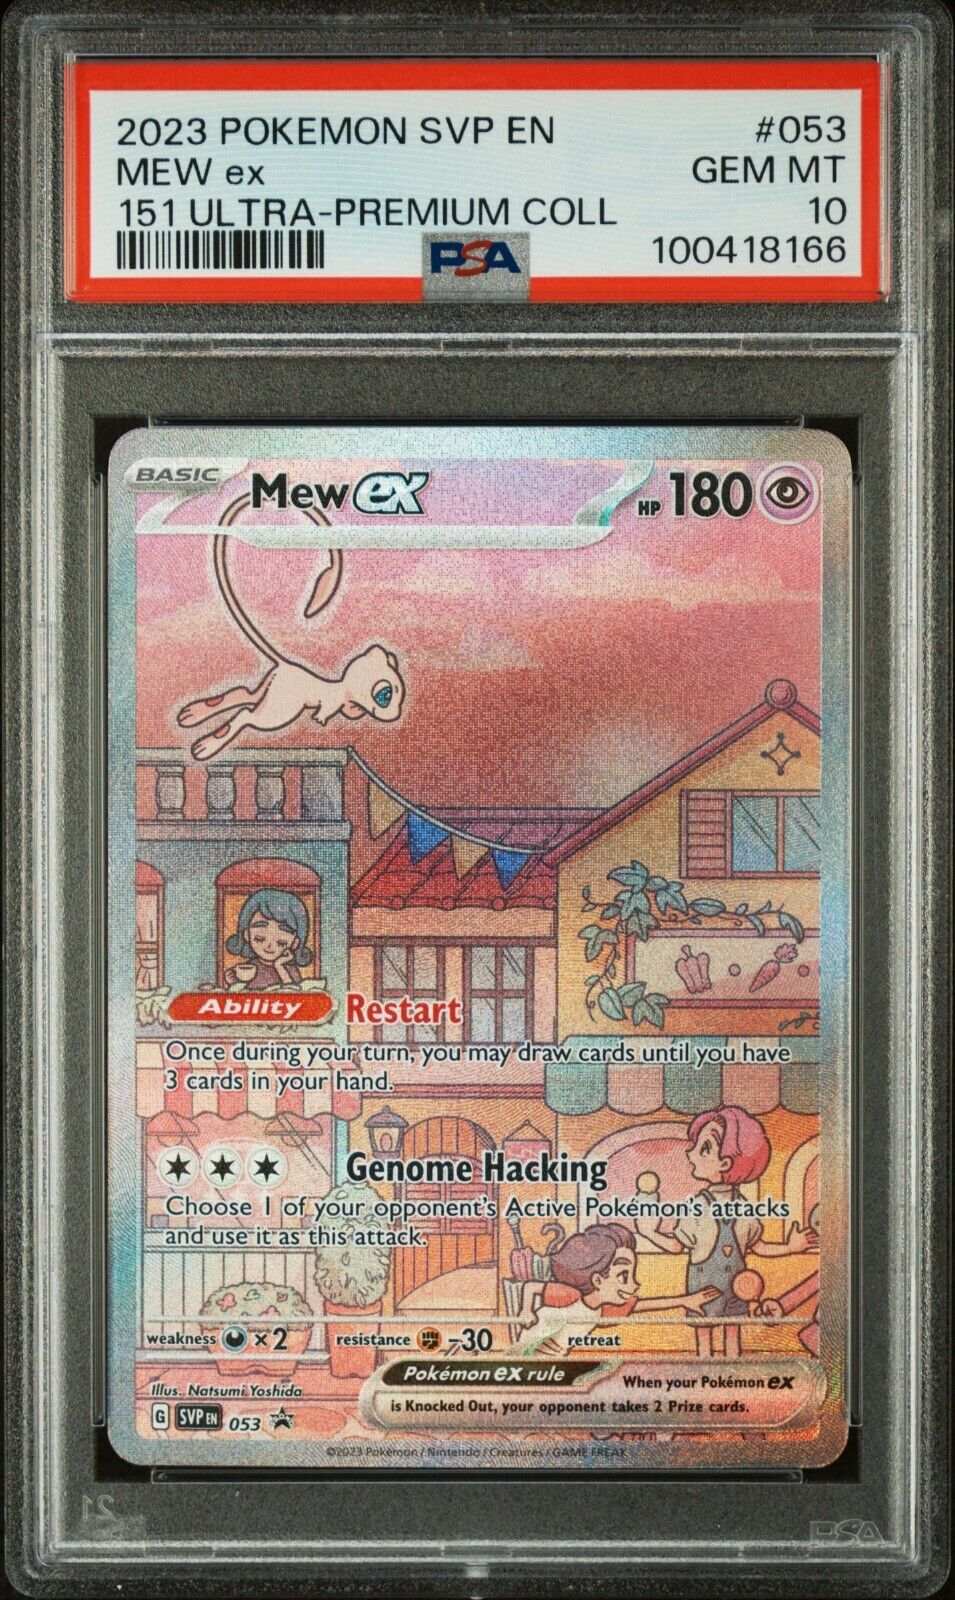 2023 POKEMON SVP EN #053
MEW ex GEM MT
151 ULTRA-PREMIUM COLL 10
PSA 100418166
BASIC Mew ex HP 180
Ability Restart
Once during your turn, you may draw cards until you have
3 cards in your hand.
Genome Hacking
Choose 1 of your opponent's Active Pokémon's attacks
and use it as this attack.
weakness ×2 resistance -30 retreat
Pokémon ex rule When your Pokémon ex
is Knocked Out, your opponent takes 2 Prize cards.
Illus. Natsumi Yoshida
G SVP EN 053
©2023 Pokémon / Nintendo / Creatures / GAME FREAK
21 PSA